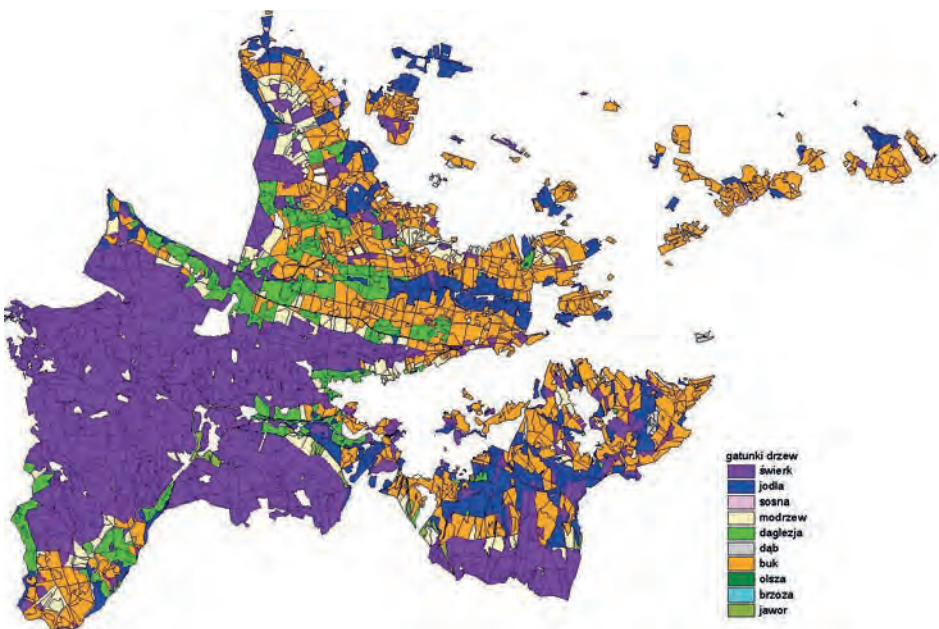 gatunki drzew
świerk
jodła
sosna
modrzew
daglezja
dąb
buk
olsza
brzoza
jawor